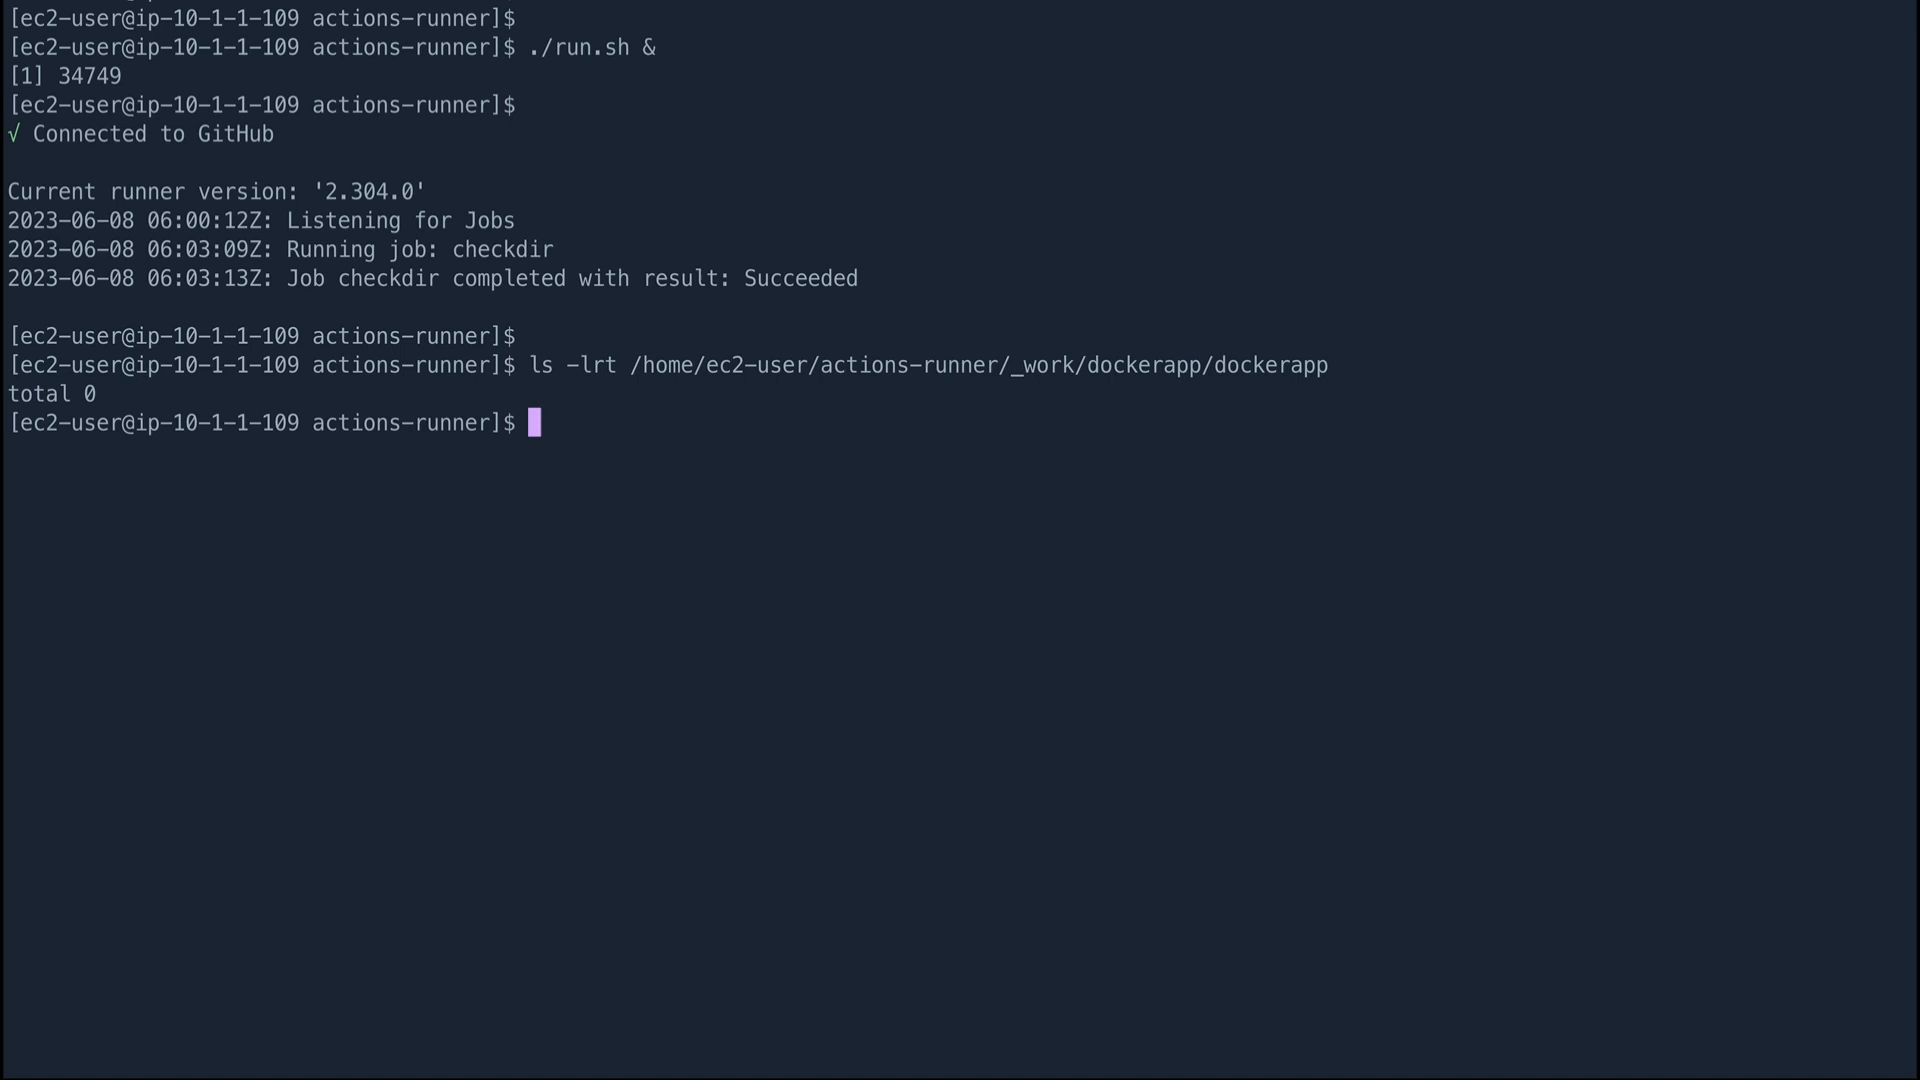 [ec2-user@ip-10-1-1-109 actions-runner]$
[ec2-user@ip-10-1-1-109 actions-runner]$ ./run.sh &
[1] 34749
[ec2-user@ip-10-1-1-109 actions-runner]$
√ Connected to GitHub
Current runner version: '2.304.0'
2023-06-08 06:00:12Z: Listening for Jobs
2023-06-08 06:03:09Z: Running job: checkdir
2023-06-08 06:03:13Z: Job checkdir completed with result: Succeeded
[ec2-user@ip-10-1-1-109 actions-runner]$
[ec2-user@ip-10-1-1-109 actions-runner]$ ls -lrt /home/ec2-user/actions-runner/_work/dockerapp/dockerapp
total 0
[ec2-user@ip-10-1-1-109 actions-runner]$